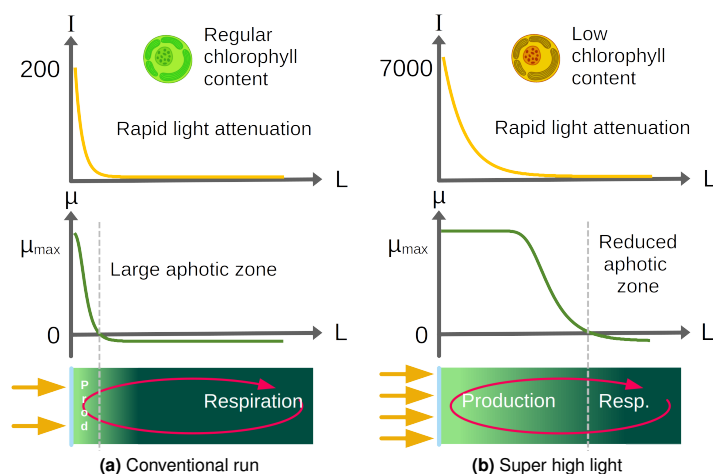 I
200
Regular
chlorophyll
content
Rapid light attenuation
L
μ
μmax
Large aphotic zone
0
L
Prod
Respiration
(a) Conventional run
I
7000
Low
chlorophyll
content
Rapid light attenuation
L
μ
μmax
Reduced
aphotic
zone
0
L
Production
Resp.
(b) Super high light